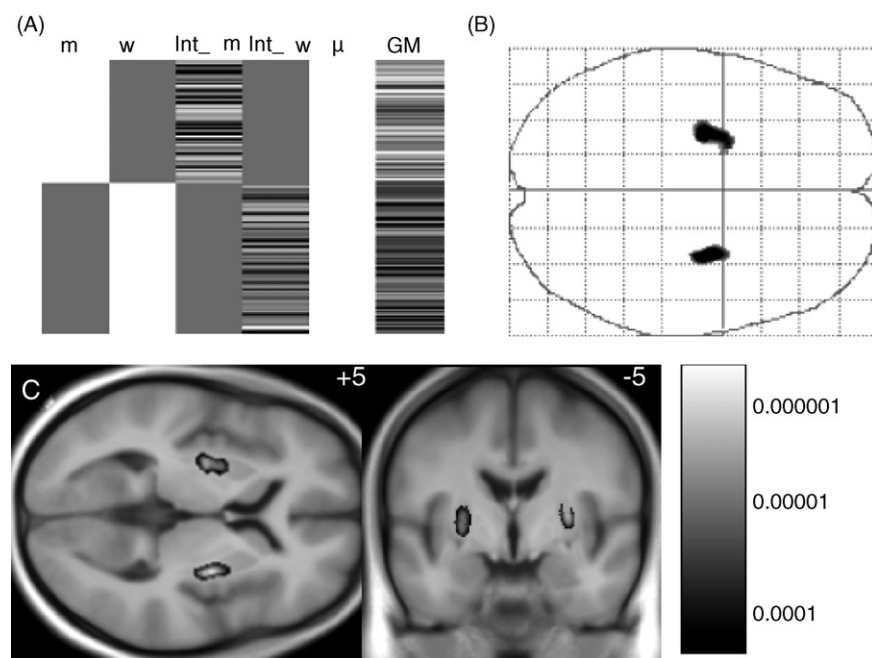 (A)
m w Int_ m Int_ w µ GM
(B)
C
+5
-5
0.000001
0.00001
0.0001